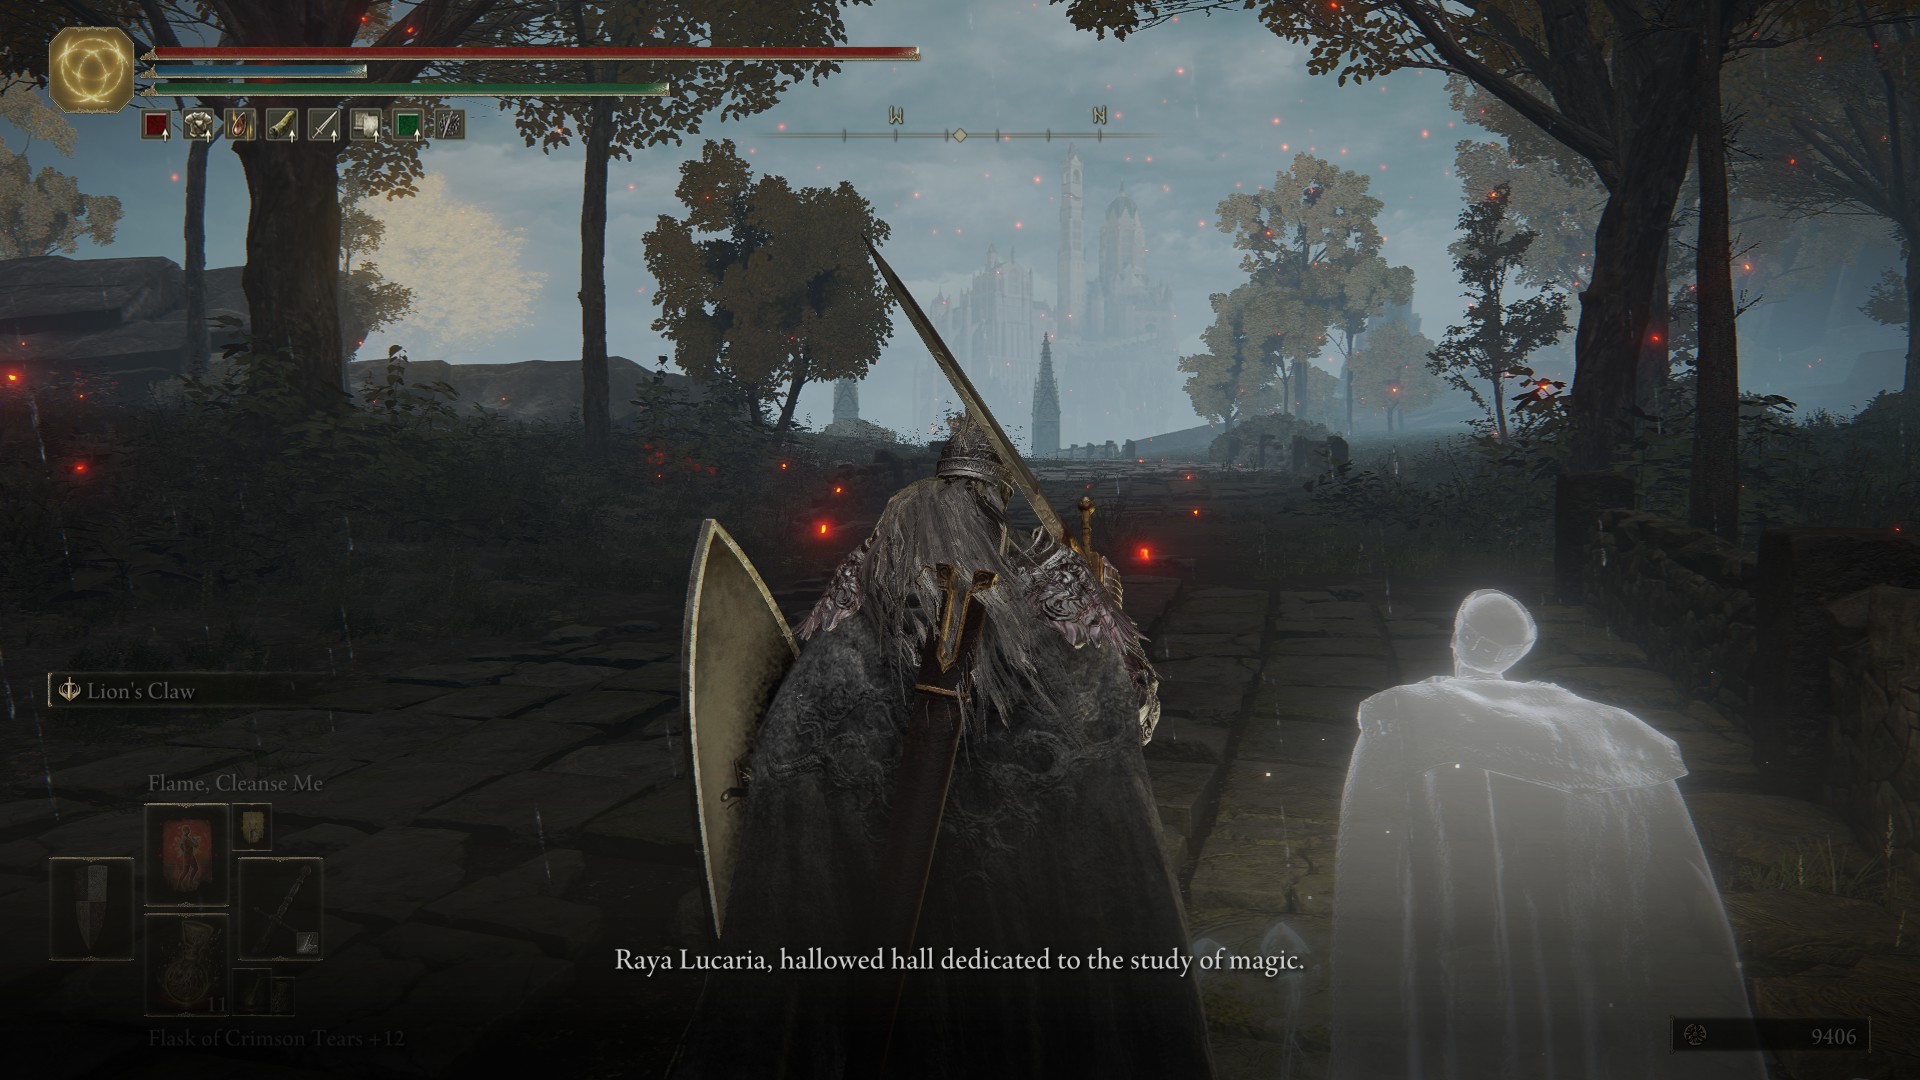 W
N
Lion's Claw
Flame, Cleanse Me
Raya Lucaria, hallowed hall dedicated to the study of magic.
11
Flask of Crimson Tears +12
9406